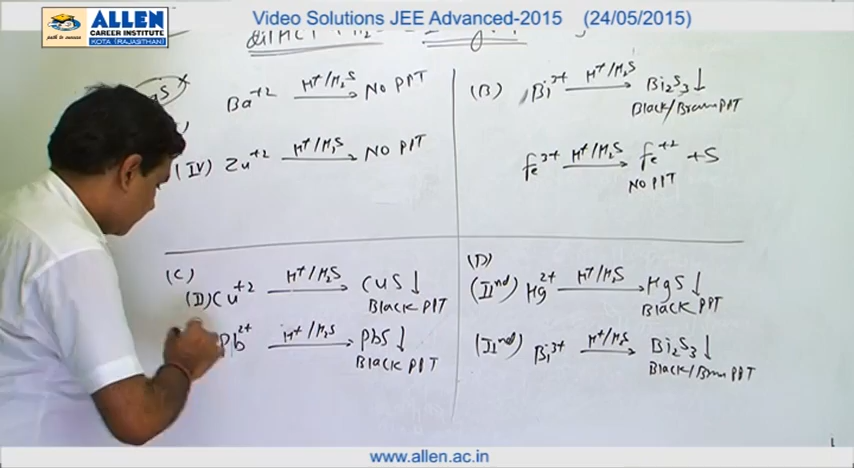 ALLEN
CAREER INSTITUTE
path to success
KOTA (RAJASTHAN)
Video Solutions JEE Advanced-2015 (24/05/2015)
Ba+2 H+/H2S → NO PPT
(IV) Zn+2 H+/H2S → NO PPT
(B) Bi3+ H+/H2S → Bi2S3↓
Black/Brown PPT
Fe3+ H+/H2S → Fe+2 + S
NO PPT
(C)
(II) Cu+2 H+/H2S → CuS↓
Black PPT
Pb2+ H+/H2S → PbS↓
Black PPT
(D)
(IInd) Hg2+ H+/H2S → HgS↓
Black PPT
(IInd) Bi3+ H+/H2S → Bi2S3↓
Black/Brown PPT
www.allen.ac.in